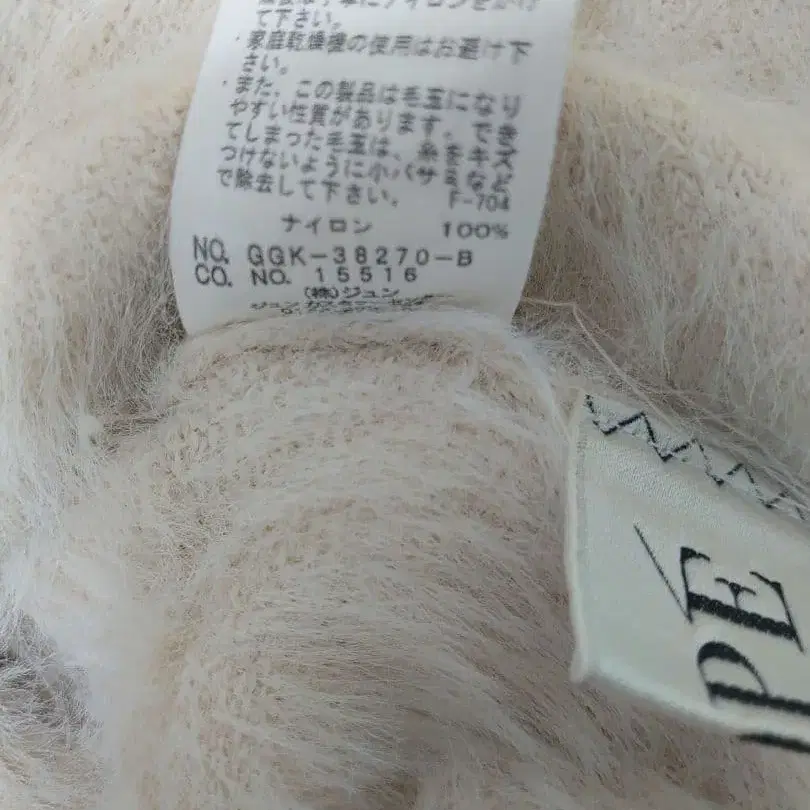 て下さい。
・家庭乾燥機の使用はお避け下
さい。
・また、この製品は毛玉になり
やすい性質があります。でき
てしまった毛玉は、糸をキズ
つけないように小バサミなど
で除去して下さい。 F-704
ナイロン 100%
NO. GGK-38270-B
CO. NO. 15516
(株)ジュン
PÉ